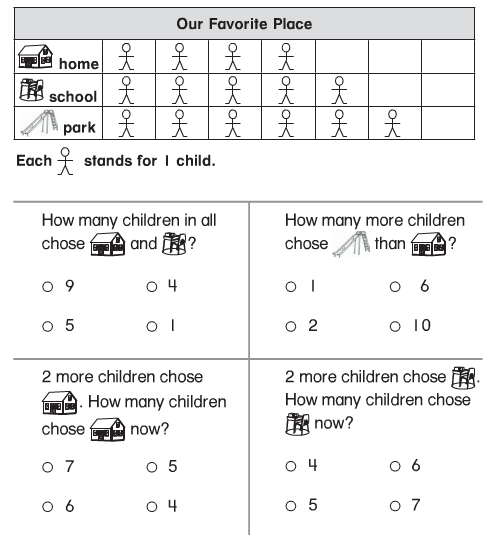 Our Favorite Place
home
school
park
Each stands for 1 child.
How many children in all
chose and ?
9 4
5 1
How many more children
chose than ?
1 6
2 10
2 more children chose
. How many children
chose now?
7 5
6 4
2 more children chose .
How many children chose
now?
4 6
5 7